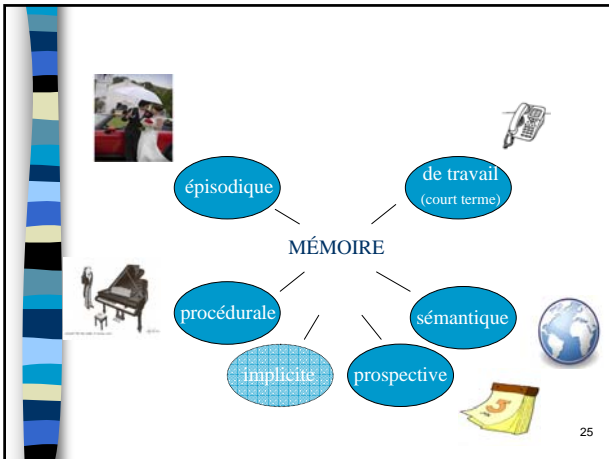 épisodique
de travail
(court terme)
MÉMOIRE
procédurale
sémantique
implicite
prospective
25